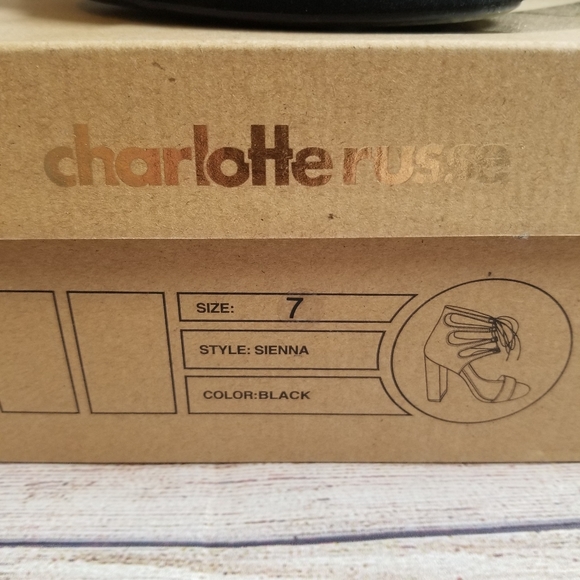 charlotte russe
SIZE: 7
STYLE: SIENNA
COLOR:BLACK